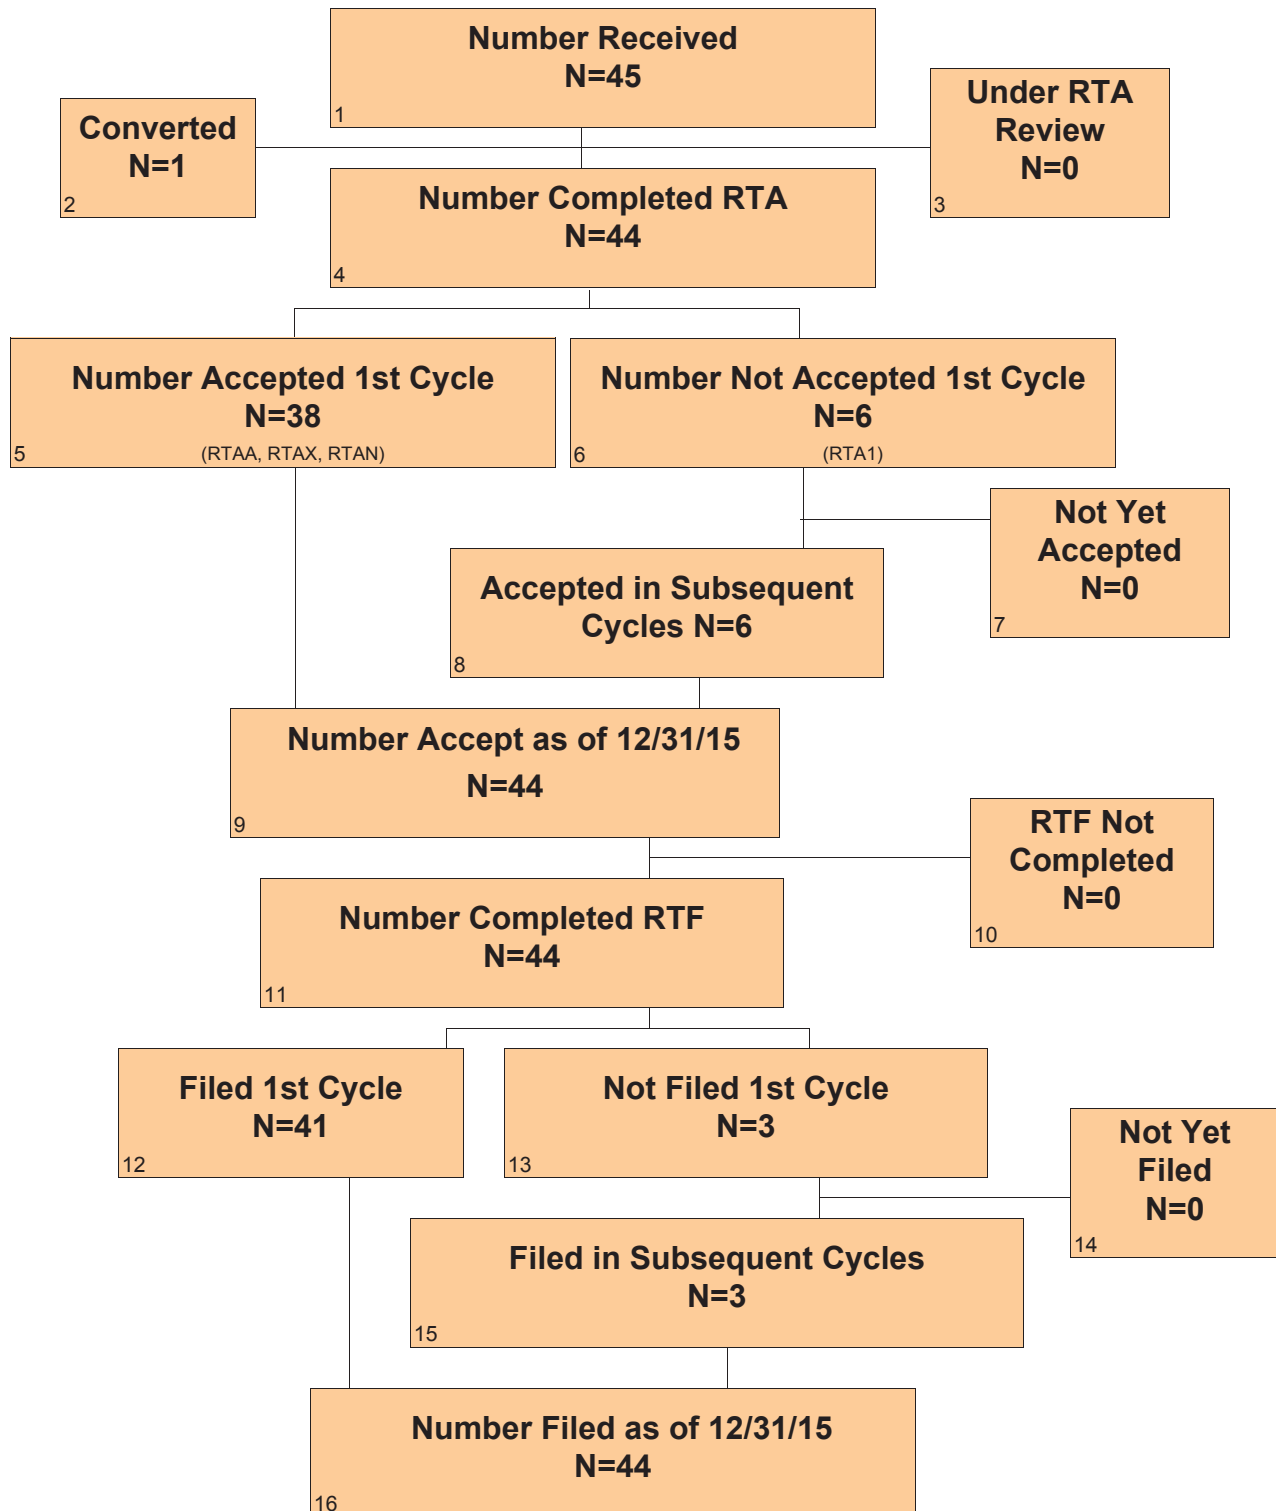 Number Received
N=45
1
Converted
N=1
2
Under RTA
Review
N=0
3
Number Completed RTA
N=44
4
Number Accepted 1st Cycle
N=38
(RTAA, RTAX, RTAN)
5
Number Not Accepted 1st Cycle
N=6
(RTA1)
6
Not Yet
Accepted
N=0
7
Accepted in Subsequent
Cycles N=6
8
Number Accept as of 12/31/15
N=44
9
RTF Not
Completed
N=0
10
Number Completed RTF
N=44
11
Filed 1st Cycle
N=41
12
Not Filed 1st Cycle
N=3
13
Not Yet
Filed
N=0
14
Filed in Subsequent Cycles
N=3
15
Number Filed as of 12/31/15
N=44
16